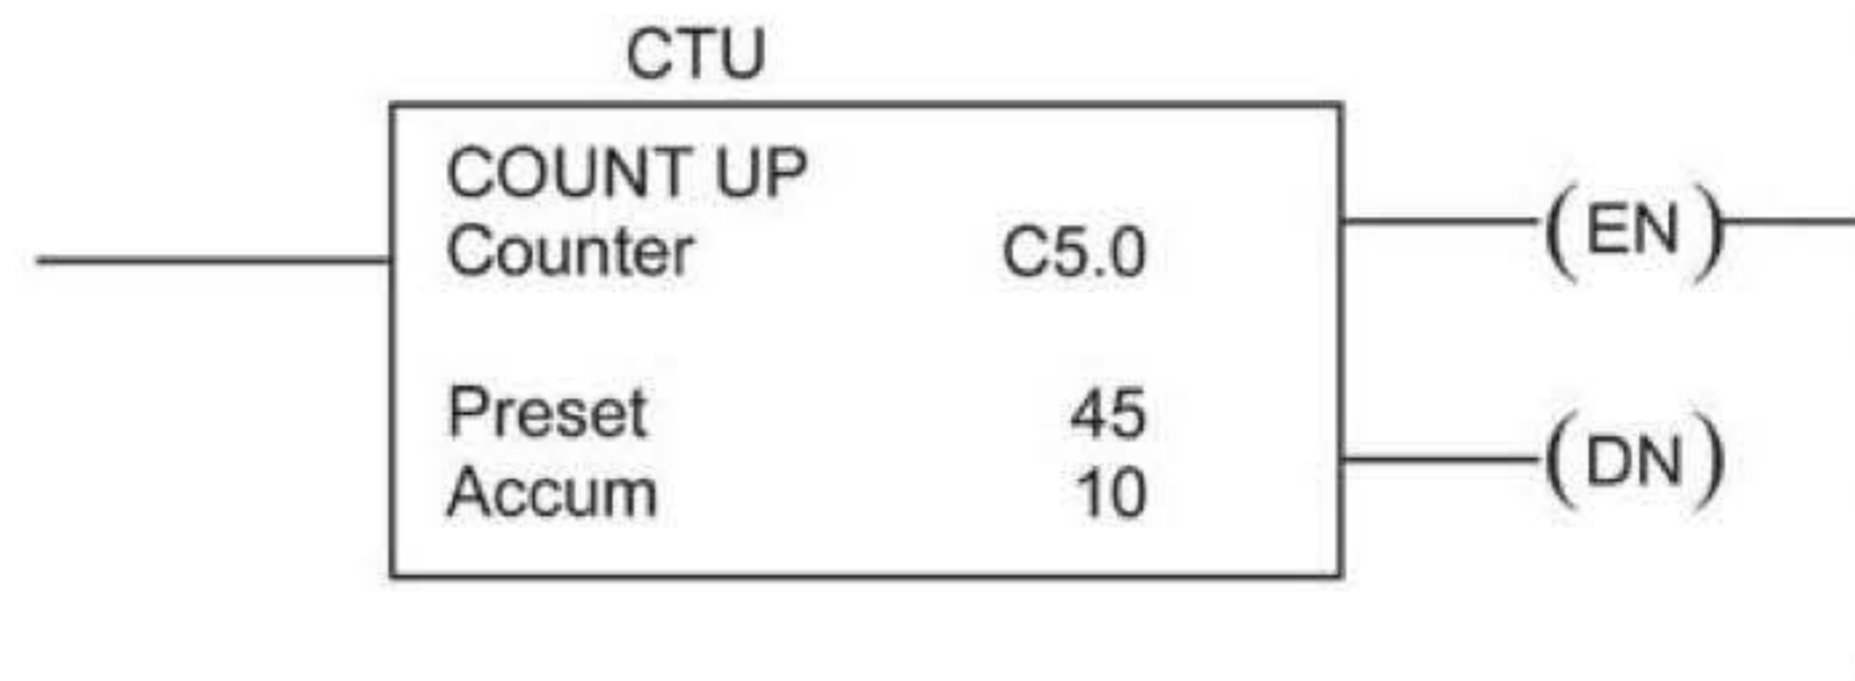 CTU
COUNT UP
Counter C5.0
(EN)
Preset 45
Accum 10
(DN)